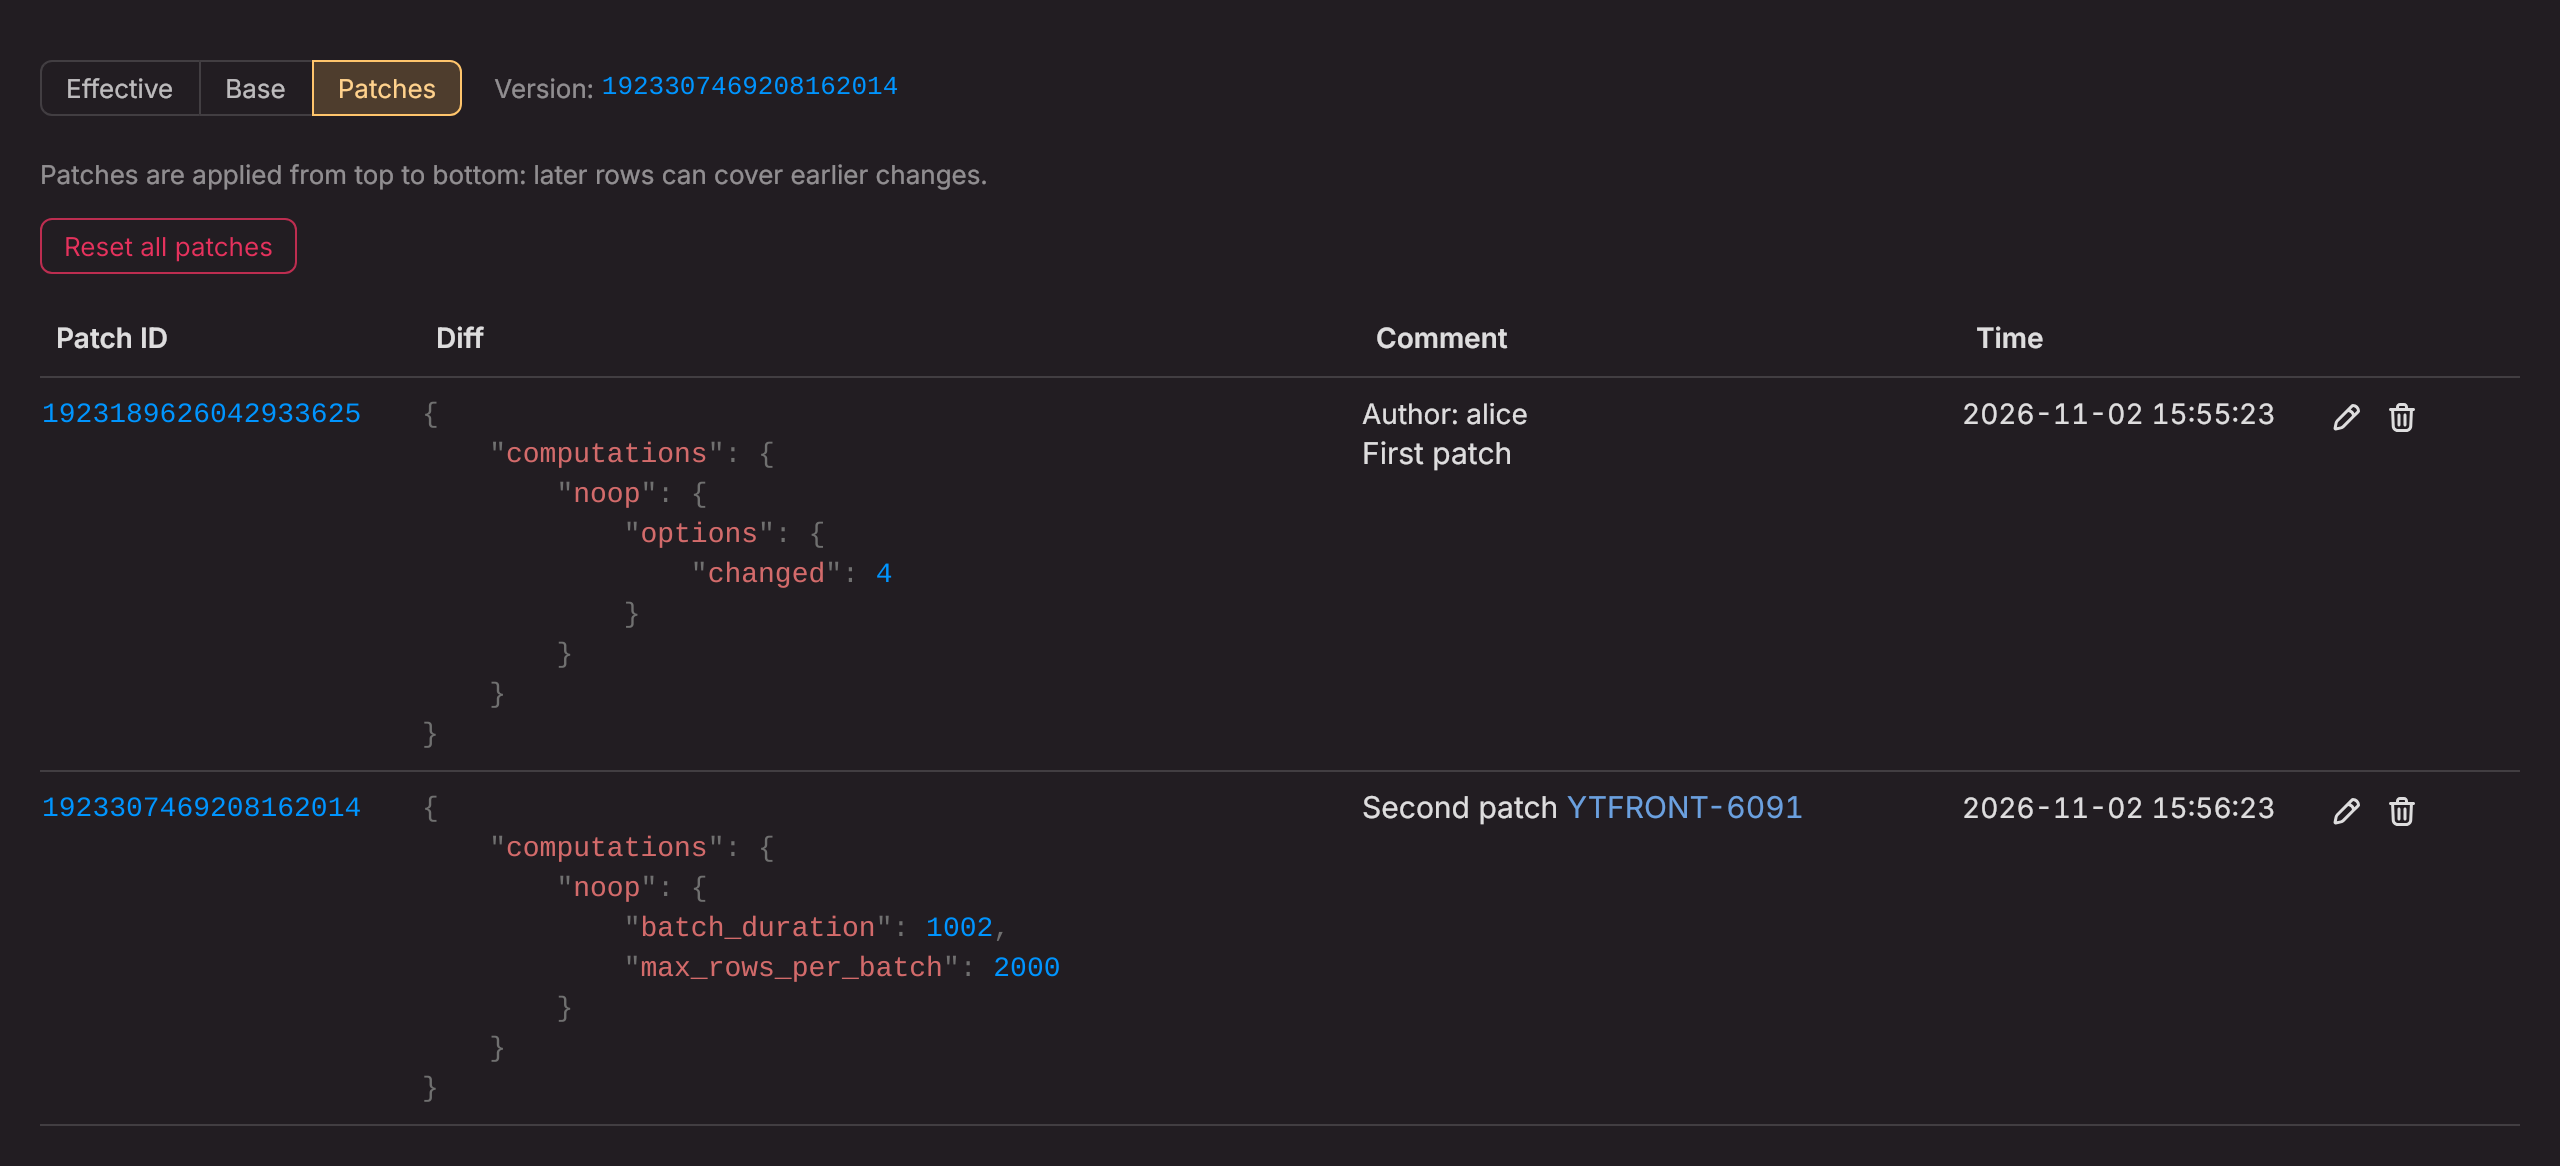 Effective Base Patches Version: 1923307469208162014
Patches are applied from top to bottom: later rows can cover earlier changes.
Reset all patches
Patch ID Diff Comment Time
1923189626042933625 { Author: alice 2026-11-02 15:55:23
"computations": { First patch
"noop": {
"options": {
"changed": 4
}
}
}
}
1923307469208162014 { Second patch YTFRONT-6091 2026-11-02 15:56:23
"computations": {
"noop": {
"batch_duration": 1002,
"max_rows_per_batch": 2000
}
}
}